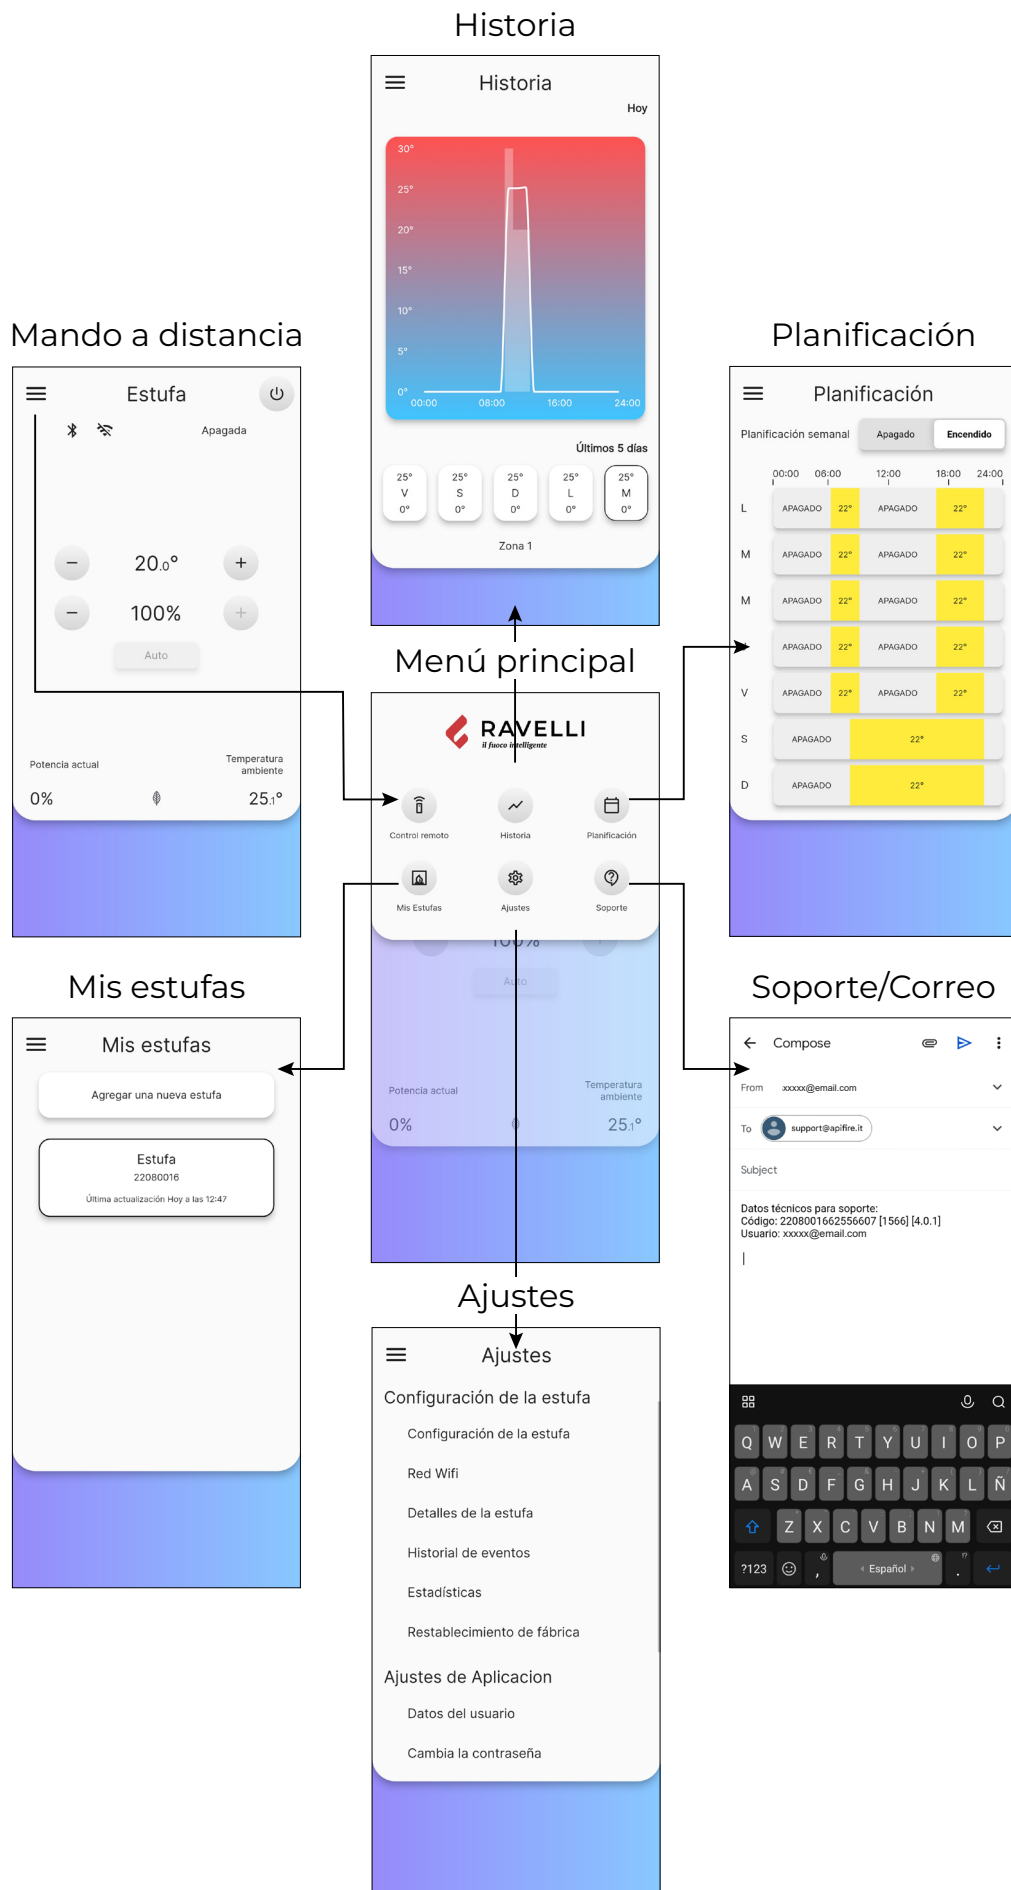 Historia
Historia
Hoy
30°
25°
20°
15°
10°
5°
0°
00:00 08:00 16:00 24:00
Últimos 5 días
25° 25° 25° 25° 25°
V S D L M
0° 0° 0° 0° 0°
Zona 1
Mando a distancia
Estufa
Apagada
− 20.0° +
− 100% +
Auto
Potencia actual
Temperatura
ambiente
0% 25.1°
Planificación
Planificación
Planificación semanal Apagado Encendido
00:00 06:00 12:00 18:00 24:00
L APAGADO 22° APAGADO 22°
M APAGADO 22° APAGADO 22°
M APAGADO 22° APAGADO 22°
APAGADO 22° APAGADO 22°
V APAGADO 22° APAGADO 22°
S APAGADO 22°
D APAGADO 22°
Menú principal
RAVELLI
il fuoco intelligente
Control remoto Historia Planificación
Mis Estufas Ajustes Soporte
100% +
Auto
Potencia actual
Temperatura
ambiente
0% 25.1°
Mis estufas
Mis estufas
Agregar una nueva estufa
Estufa
22080016
Última actualización Hoy a las 12:47
Soporte/Correo
Compose
From xxxxx@email.com
To support@apifire.it
Subject
Datos técnicos para soporte:
Código: 2208001662556607 [1566] [4.0.1]
Usuario: xxxxx@email.com
Q W E R T Y U I O P
A S D F G H J K L Ñ
Z X C V B N M
?123 , Español .
Ajustes
Ajustes
Configuración de la estufa
Configuración de la estufa
Red Wifi
Detalles de la estufa
Historial de eventos
Estadísticas
Restablecimiento de fábrica
Ajustes de Aplicacion
Datos del usuario
Cambia la contraseña